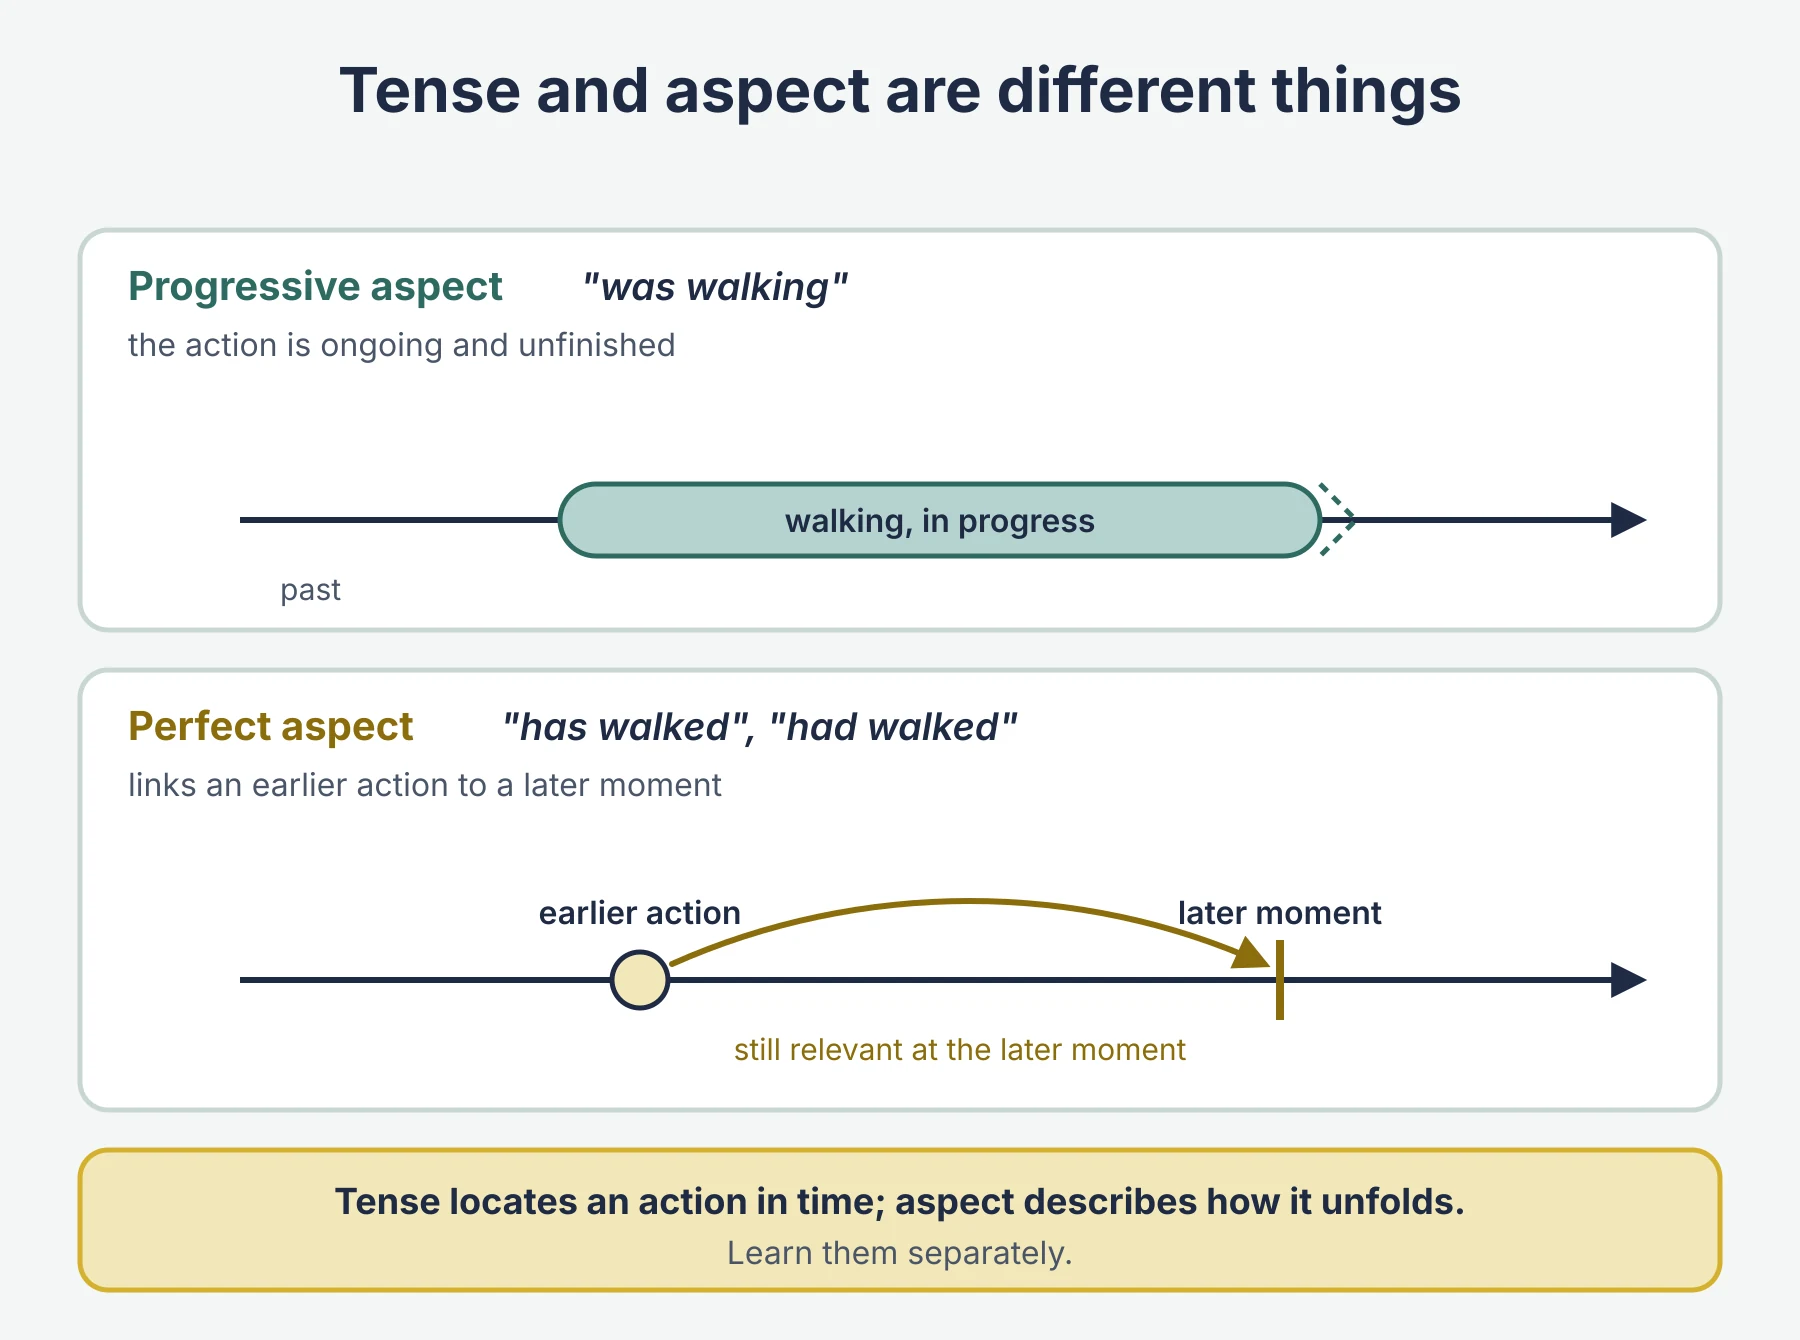 Tense and aspect are different things
Progressive aspect "was walking"
the action is ongoing and unfinished
walking, in progress
past
Perfect aspect "has walked", "had walked"
links an earlier action to a later moment
earlier action later moment
still relevant at the later moment
Tense locates an action in time; aspect describes how it unfolds.
Learn them separately.